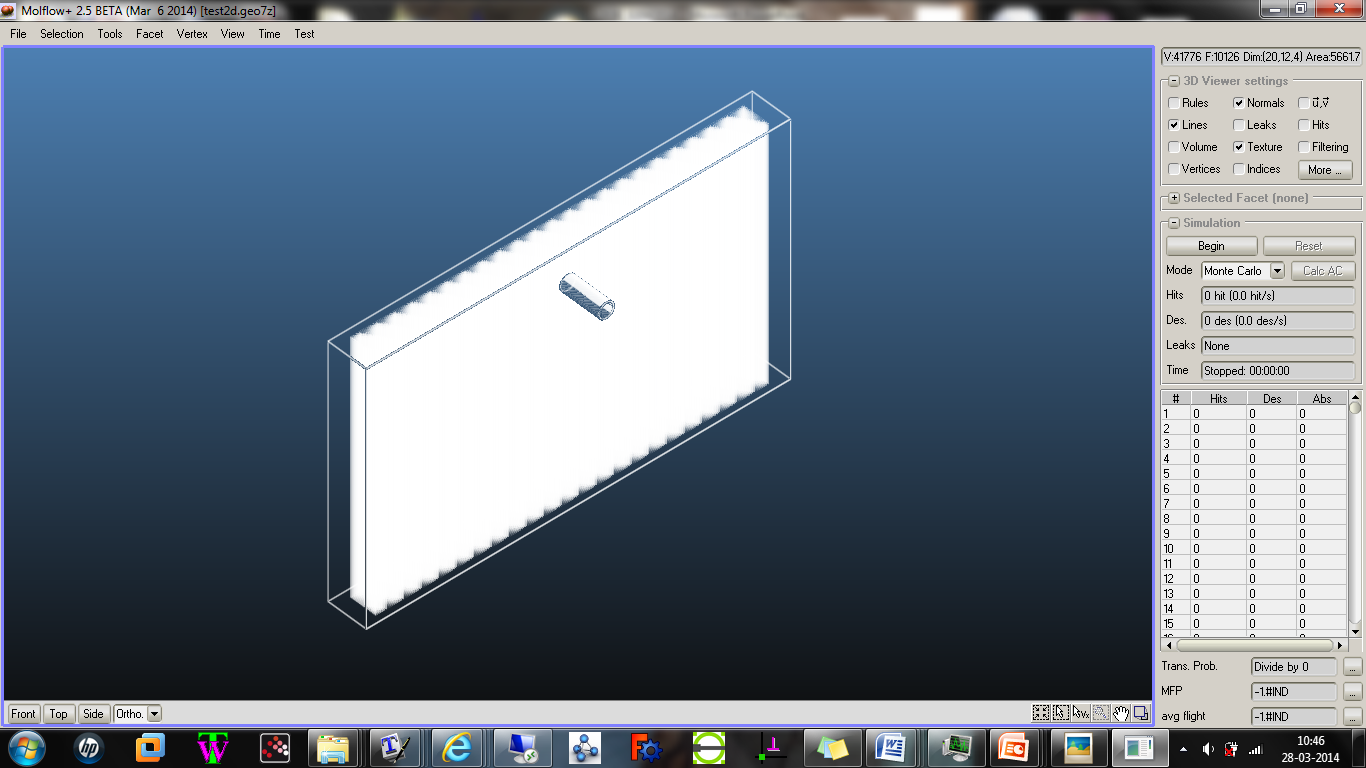 Molflow+ 2.5 BETA (Mar 6 2014) [test2d.geo7z]
File Selection Tools Facet Vertex View Time Test
V:41776 F:10126 Dim:(20,12,4) Area:5661.7
3D Viewer settings
Rules Normals u,v
Lines Leaks Hits
Volume Texture Filtering
Vertices Indices More ...
Selected Facet (none)
Simulation
Begin Reset
Mode Monte Carlo Calc AC
Hits 0 hit (0.0 hit/s)
Des. 0 des (0.0 des/s)
Leaks None
Time Stopped: 00:00:00
# Hits Des Abs
1 0 0 0
2 0 0 0
3 0 0 0
4 0 0 0
5 0 0 0
6 0 0 0
7 0 0 0
8 0 0 0
9 0 0 0
10 0 0 0
11 0 0 0
12 0 0 0
13 0 0 0
14 0 0 0
15 0 0 0
Trans. Prob. Divide by 0 ...
MFP -1.#IND ...
avg flight -1.#IND ...
Front Top Side Ortho.
hp
10:46
28-03-2014